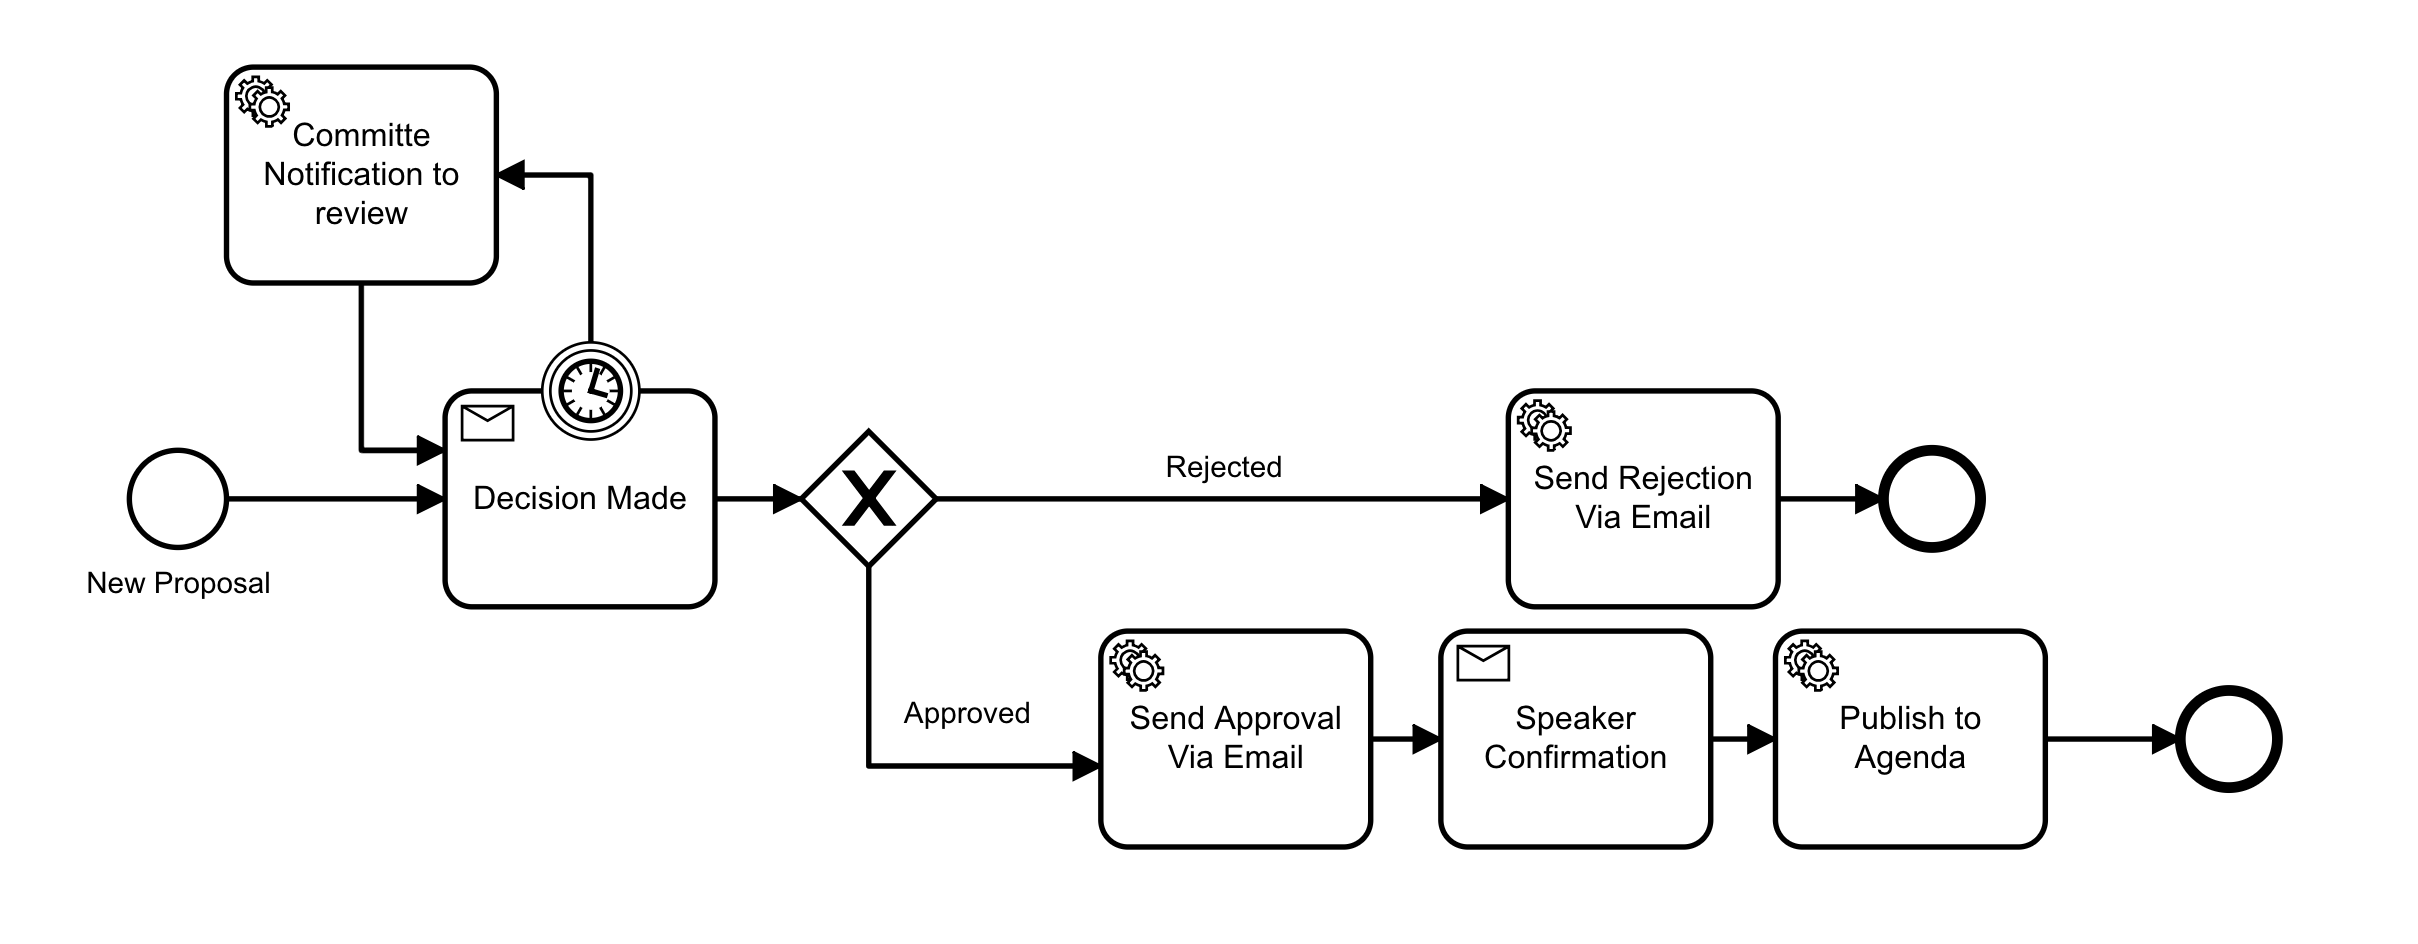 Committe
Notification to
review
New Proposal
Decision Made
X
Rejected
Send Rejection
Via Email
Approved
Send Approval
Via Email
Speaker
Confirmation
Publish to
Agenda